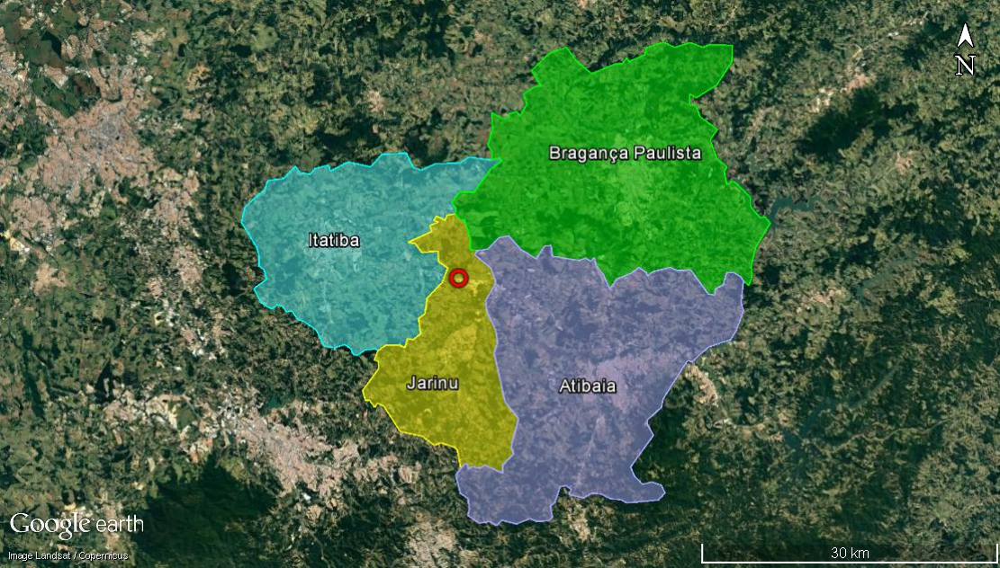 N
Bragança Paulista
Itatiba
Jarinu
Atibaia
Google earth
Image Landsat / Copernicus
30 km